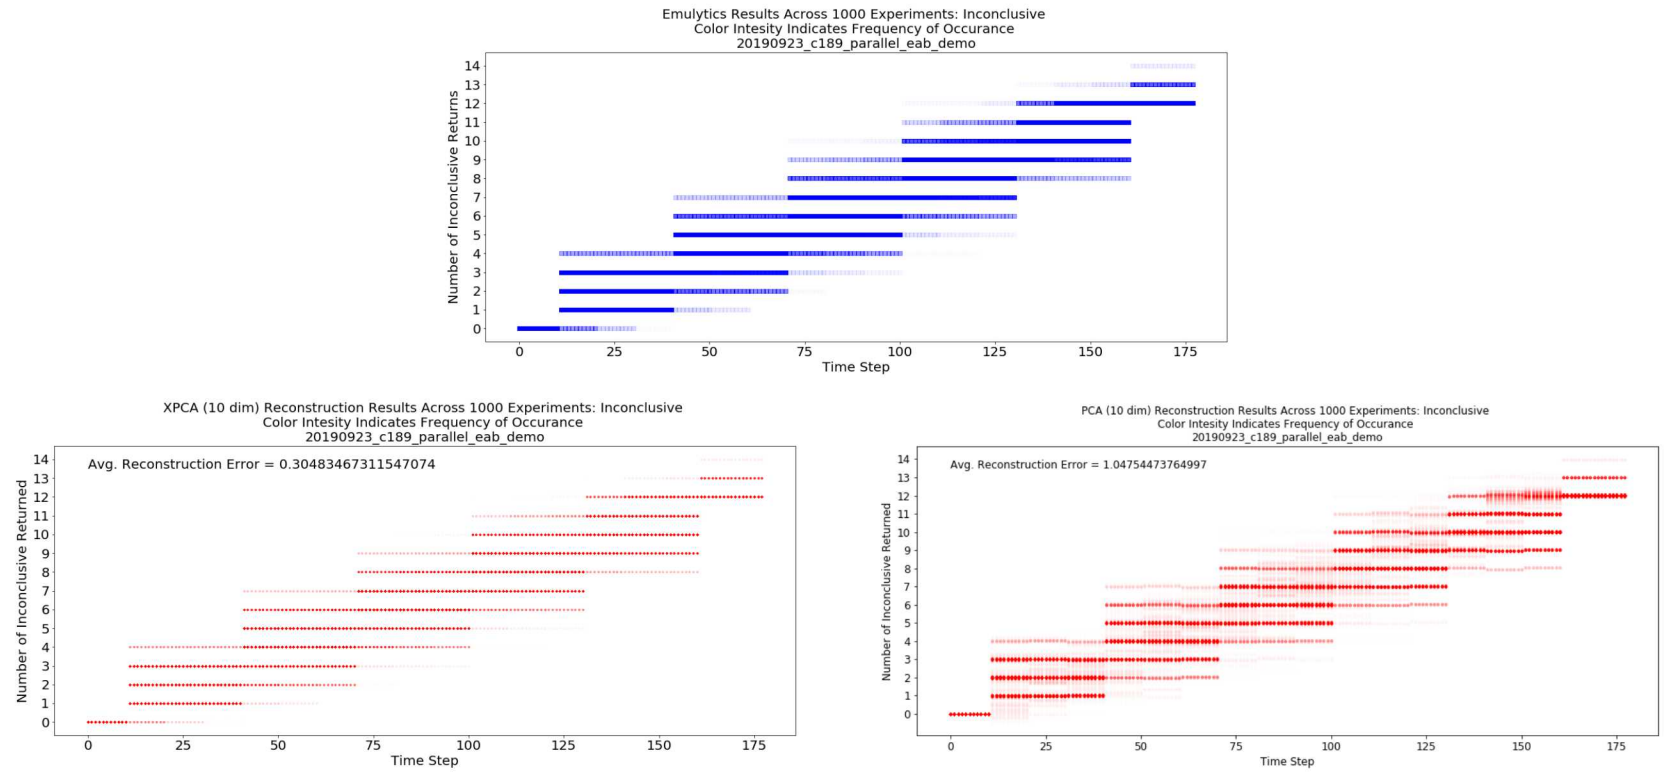 Emulytics Results Across 1000 Experiments: Inconclusive
Color Intesity Indicates Frequency of Occurance
20190923_c189_parallel_eab_demo
14
13
12
11
10
9
8
7
6
5
4
3
2
1
0
Number of Inconclusive Returns
0 25 50 75 100 125 150 175
Time Step
XPCA (10 dim) Reconstruction Results Across 1000 Experiments: Inconclusive
Color Intesity Indicates Frequency of Occurance
20190923_c189_parallel_eab_demo
Avg. Reconstruction Error = 0.30483467311547074
14
13
12
11
10
9
8
7
6
5
4
3
2
1
0
Number of Inconclusive Returned
0 25 50 75 100 125 150 175
Time Step
PCA (10 dim) Reconstruction Results Across 1000 Experiments: Inconclusive
Color Intesity Indicates Frequency of Occurance
20190923_c189_parallel_eab_demo
Avg. Reconstruction Error = 1.04754473764997
14
13
12
11
10
9
8
7
6
5
4
3
2
1
0
Number of Inconclusive Returned
0 25 50 75 100 125 150 175
Time Step